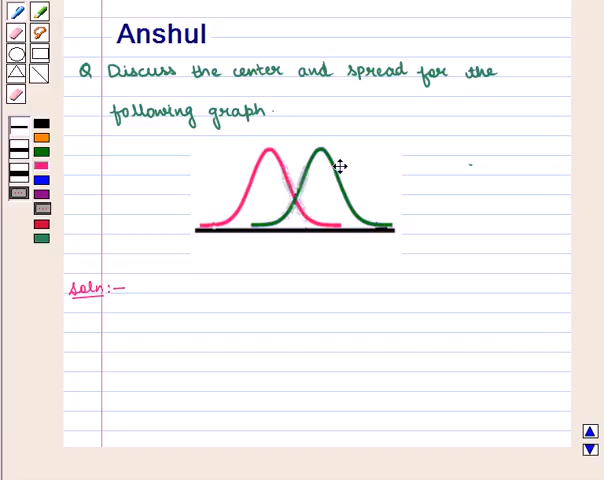 Anshul
Q Discuss the center and spread for the
following graph.
Soln:-